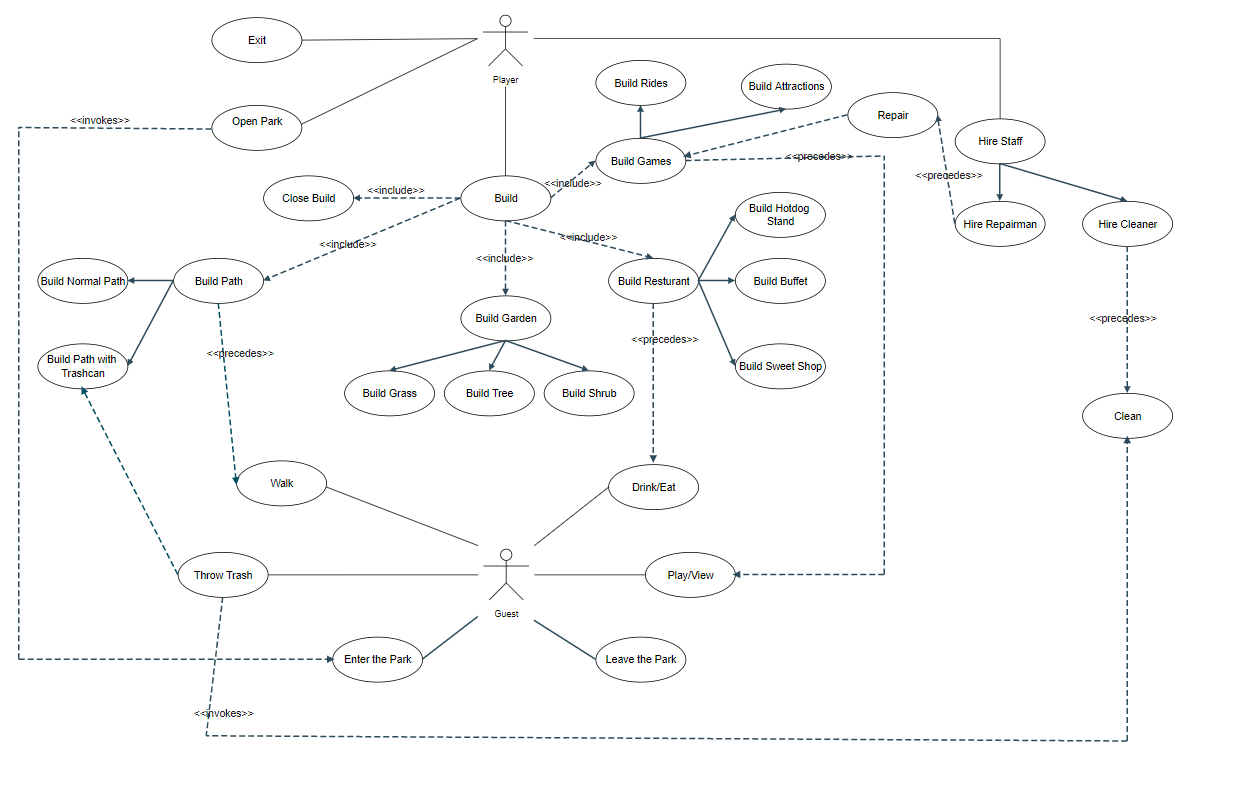 Exit
Player
Build Rides
Build Attractions
Repair
Open Park
<<invokes>>
Hire Staff
Build Games
<<precedes>>
<<include>>
<<precedes>>
Close Build
<<include>>
Build
Build Hotdog
Stand
Hire Repairman
Hire Cleaner
<<include>>
<<include>>
<<include>>
Build Normal Path
Build Path
Build Resturant
Build Buffet
Build Garden
<<precedes>>
<<precedes>>
<<precedes>>
Build Path with
Trashcan
Build Sweet Shop
Build Grass
Build Tree
Build Shrub
Clean
Walk
Drink/Eat
Throw Trash
Play/View
Guest
Enter the Park
Leave the Park
<<invokes>>